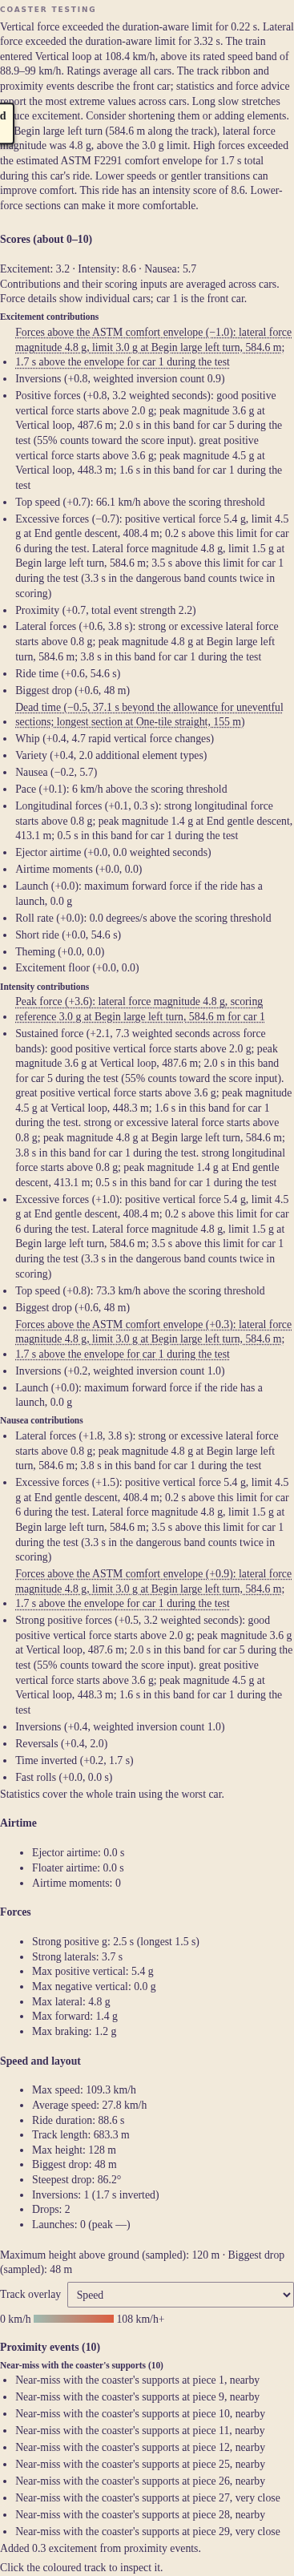 COASTER TESTING
Vertical force exceeded the duration-aware limit for 0.22 s. Lateral
force exceeded the duration-aware limit for 3.32 s. The train
entered Vertical loop at 108.4 km/h, above its rated speed band of
88.9–99 km/h. Ratings average all cars. The track ribbon and
proximity events describe the front car; statistics and force advice
report the most extreme values across cars. Long slow stretches
d
reduce excitement. Consider shortening them or adding elements.
Begin large left turn (584.6 m along the track), lateral force
magnitude was 4.8 g, above the 3.0 g limit. High forces exceeded
the estimated ASTM F2291 comfort envelope for 1.7 s total
during this car's ride. Lower speeds or gentler transitions can
improve comfort. This ride has an intensity score of 8.6. Lower-
force sections can make it more comfortable.
Scores (about 0–10)
Excitement: 3.2 · Intensity: 8.6 · Nausea: 5.7
Contributions and their scoring inputs are averaged across cars.
Force details show individual cars; car 1 is the front car.
Excitement contributions
Forces above the ASTM comfort envelope (−1.0): lateral force
magnitude 4.8 g, limit 3.0 g at Begin large left turn, 584.6 m;
• 1.7 s above the envelope for car 1 during the test
• Inversions (+0.8, weighted inversion count 0.9)
• Positive forces (+0.8, 3.2 weighted seconds): good positive
vertical force starts above 2.0 g; peak magnitude 3.6 g at
Vertical loop, 487.6 m; 2.0 s in this band for car 5 during the
test (55% counts toward the score input). great positive
vertical force starts above 3.6 g; peak magnitude 4.5 g at
Vertical loop, 448.3 m; 1.6 s in this band for car 1 during the
test
• Top speed (+0.7): 66.1 km/h above the scoring threshold
• Excessive forces (−0.7): positive vertical force 5.4 g, limit 4.5
g at End gentle descent, 408.4 m; 0.2 s above this limit for car
6 during the test. Lateral force magnitude 4.8 g, limit 1.5 g at
Begin large left turn, 584.6 m; 3.5 s above this limit for car 1
during the test (3.3 s in the dangerous band counts twice in
scoring)
• Proximity (+0.7, total event strength 2.2)
• Lateral forces (+0.6, 3.8 s): strong or excessive lateral force
starts above 0.8 g; peak magnitude 4.8 g at Begin large left
turn, 584.6 m; 3.8 s in this band for car 1 during the test
• Ride time (+0.6, 54.6 s)
• Biggest drop (+0.6, 48 m)
Dead time (−0.5, 37.1 s beyond the allowance for uneventful
• sections; longest section at One-tile straight, 155 m)
• Whip (+0.4, 4.7 rapid vertical force changes)
• Variety (+0.4, 2.0 additional element types)
• Nausea (−0.2, 5.7)
• Pace (+0.1): 6 km/h above the scoring threshold
• Longitudinal forces (+0.1, 0.3 s): strong longitudinal force
starts above 0.8 g; peak magnitude 1.4 g at End gentle descent,
413.1 m; 0.5 s in this band for car 1 during the test
• Ejector airtime (+0.0, 0.0 weighted seconds)
• Airtime moments (+0.0, 0.0)
• Launch (+0.0): maximum forward force if the ride has a
launch, 0.0 g
• Roll rate (+0.0): 0.0 degrees/s above the scoring threshold
• Short ride (+0.0, 54.6 s)
• Theming (+0.0, 0.0)
• Excitement floor (+0.0, 0.0)
Intensity contributions
Peak force (+3.6): lateral force magnitude 4.8 g, scoring
• reference 3.0 g at Begin large left turn, 584.6 m for car 1
• Sustained force (+2.1, 7.3 weighted seconds across force
bands): good positive vertical force starts above 2.0 g; peak
magnitude 3.6 g at Vertical loop, 487.6 m; 2.0 s in this band
for car 5 during the test (55% counts toward the score input).
great positive vertical force starts above 3.6 g; peak magnitude
4.5 g at Vertical loop, 448.3 m; 1.6 s in this band for car 1
during the test. strong or excessive lateral force starts above
0.8 g; peak magnitude 4.8 g at Begin large left turn, 584.6 m;
3.8 s in this band for car 1 during the test. strong longitudinal
force starts above 0.8 g; peak magnitude 1.4 g at End gentle
descent, 413.1 m; 0.5 s in this band for car 1 during the test
• Excessive forces (+1.0): positive vertical force 5.4 g, limit 4.5
g at End gentle descent, 408.4 m; 0.2 s above this limit for car
6 during the test. Lateral force magnitude 4.8 g, limit 1.5 g at
Begin large left turn, 584.6 m; 3.5 s above this limit for car 1
during the test (3.3 s in the dangerous band counts twice in
scoring)
• Top speed (+0.8): 73.3 km/h above the scoring threshold
• Biggest drop (+0.6, 48 m)
Forces above the ASTM comfort envelope (+0.3): lateral force
magnitude 4.8 g, limit 3.0 g at Begin large left turn, 584.6 m;
• 1.7 s above the envelope for car 1 during the test
• Inversions (+0.2, weighted inversion count 1.0)
• Launch (+0.0): maximum forward force if the ride has a
launch, 0.0 g
Nausea contributions
• Lateral forces (+1.8, 3.8 s): strong or excessive lateral force
starts above 0.8 g; peak magnitude 4.8 g at Begin large left
turn, 584.6 m; 3.8 s in this band for car 1 during the test
• Excessive forces (+1.5): positive vertical force 5.4 g, limit 4.5
g at End gentle descent, 408.4 m; 0.2 s above this limit for car
6 during the test. Lateral force magnitude 4.8 g, limit 1.5 g at
Begin large left turn, 584.6 m; 3.5 s above this limit for car 1
during the test (3.3 s in the dangerous band counts twice in
scoring)
Forces above the ASTM comfort envelope (+0.9): lateral force
magnitude 4.8 g, limit 3.0 g at Begin large left turn, 584.6 m;
• 1.7 s above the envelope for car 1 during the test
• Strong positive forces (+0.5, 3.2 weighted seconds): good
positive vertical force starts above 2.0 g; peak magnitude 3.6 g
at Vertical loop, 487.6 m; 2.0 s in this band for car 5 during the
test (55% counts toward the score input). great positive
vertical force starts above 3.6 g; peak magnitude 4.5 g at
Vertical loop, 448.3 m; 1.6 s in this band for car 1 during the
test
• Inversions (+0.4, weighted inversion count 1.0)
• Reversals (+0.4, 2.0)
• Time inverted (+0.2, 1.7 s)
• Fast rolls (+0.0, 0.0 s)
Statistics cover the whole train using the worst car.
Airtime
• Ejector airtime: 0.0 s
• Floater airtime: 0.0 s
• Airtime moments: 0
Forces
• Strong positive g: 2.5 s (longest 1.5 s)
• Strong laterals: 3.7 s
• Max positive vertical: 5.4 g
• Max negative vertical: 0.0 g
• Max lateral: 4.8 g
• Max forward: 1.4 g
• Max braking: 1.2 g
Speed and layout
• Max speed: 109.3 km/h
• Average speed: 27.8 km/h
• Ride duration: 88.6 s
• Track length: 683.3 m
• Max height: 128 m
• Biggest drop: 48 m
• Steepest drop: 86.2°
• Inversions: 1 (1.7 s inverted)
• Drops: 2
• Launches: 0 (peak —)
Maximum height above ground (sampled): 120 m · Biggest drop
(sampled): 48 m
Track overlay Speed
0 km/h 108 km/h+
Proximity events (10)
Near-miss with the coaster's supports (10)
• Near-miss with the coaster's supports at piece 1, nearby
• Near-miss with the coaster's supports at piece 9, nearby
• Near-miss with the coaster's supports at piece 10, nearby
• Near-miss with the coaster's supports at piece 11, nearby
• Near-miss with the coaster's supports at piece 12, nearby
• Near-miss with the coaster's supports at piece 25, nearby
• Near-miss with the coaster's supports at piece 26, nearby
• Near-miss with the coaster's supports at piece 27, very close
• Near-miss with the coaster's supports at piece 28, nearby
• Near-miss with the coaster's supports at piece 29, very close
Added 0.3 excitement from proximity events.
Click the coloured track to inspect it.